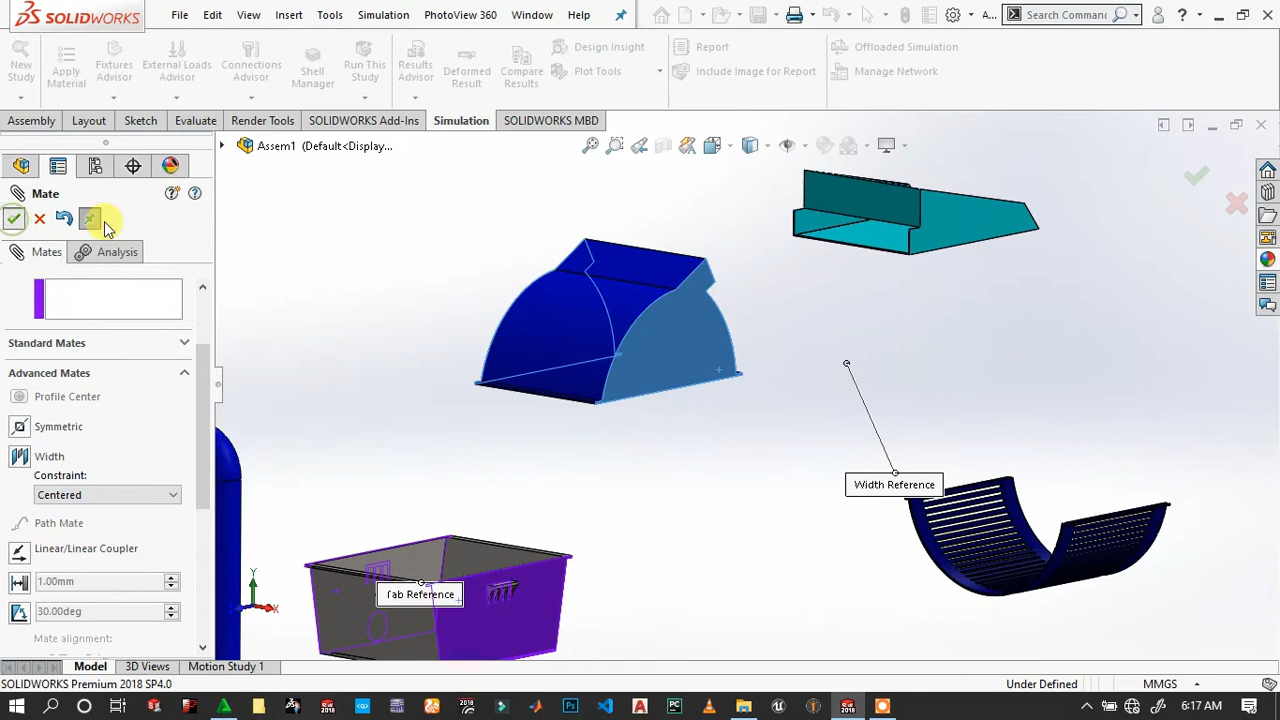 SOLIDWORKS File Edit View Insert Tools Simulation PhotoView 360 Window Help A... Search Comman
New Study
Apply Material
Fixtures Advisor
External Loads Advisor
Connections Advisor
Shell Manager
Run This Study
Results Advisor
Deformed Result
Compare Results
Design Insight
Plot Tools
Report
Include Image for Report
Offloaded Simulation
Manage Network
Assembly Layout Sketch Evaluate Render Tools SOLIDWORKS Add-Ins Simulation SOLIDWORKS MBD
Assem1 (Default<Display...
Mate
Mates Analysis
Standard Mates
Advanced Mates
Profile Center
Symmetric
Width
Constraint:
Centered
Path Mate
Linear/Linear Coupler
1.00mm
30.00deg
Mate alignment:
Width Reference
Tab Reference
Y
X
Model 3D Views Motion Study 1
SOLIDWORKS Premium 2018 SP4.0 Under Defined MMGS
6:17 AM